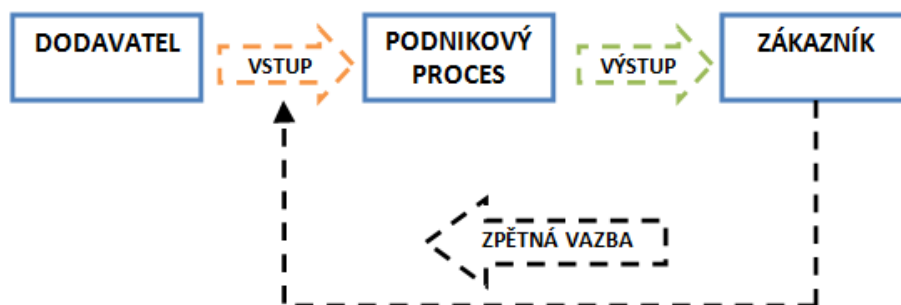 DODAVATEL
VSTUP
PODNIKOVÝ
PROCES
VÝSTUP
ZÁKAZNÍK
ZPĚTNÁ VAZBA